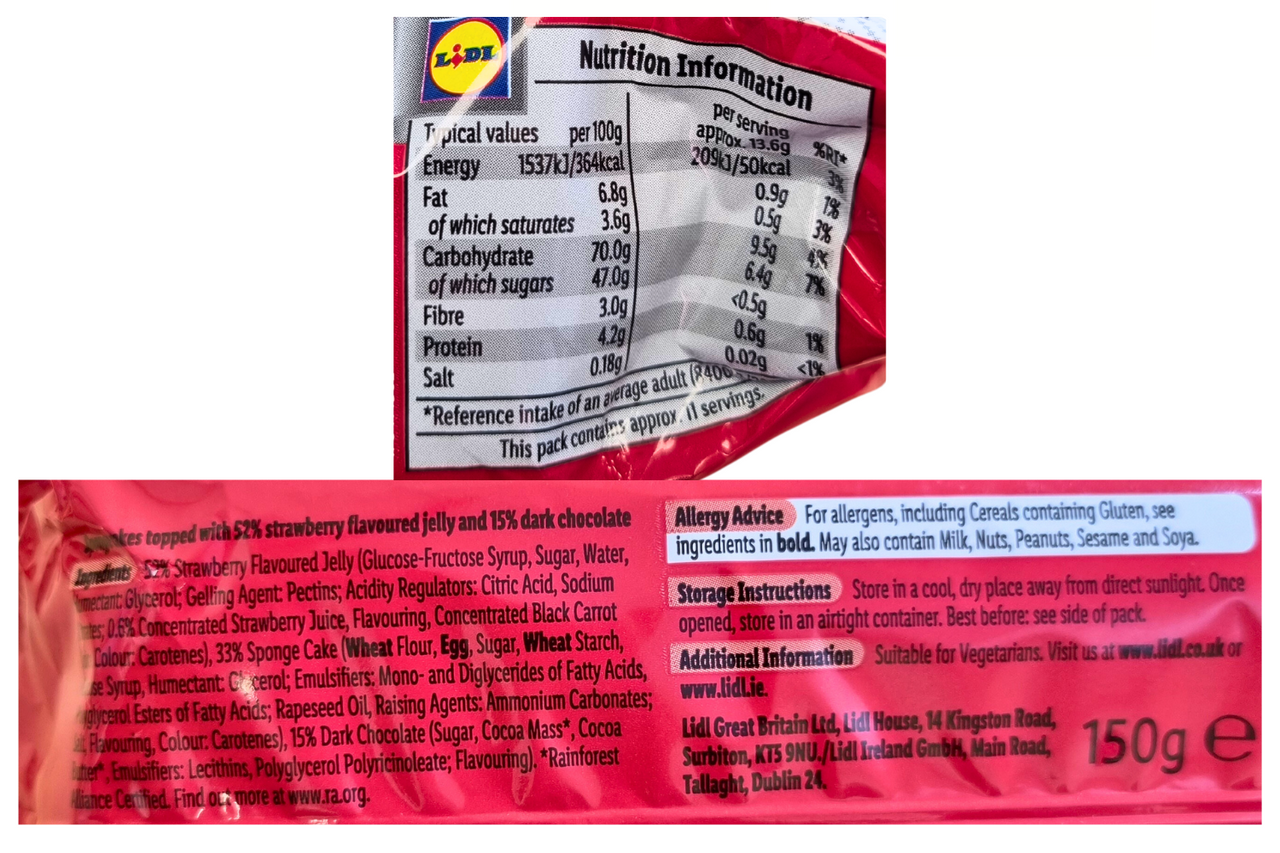 LiDL
Nutrition Information
Typical values per 100g per serving approx. 13.6g %RI*
Energy 1537kJ/364kcal 209kJ/50kcal 3%
Fat 6.8g 0.9g 1%
of which saturates 3.6g 0.5g 3%
Carbohydrate 70.0g 9.5g 4%
of which sugars 47.0g 6.4g 7%
Fibre 3.0g <0.5g
Protein 4.2g 0.6g 1%
Salt 0.18g 0.02g <1%
*Reference intake of an average adult (8400
This pack contains approx. 11 servings.
topped with 52% strawberry flavoured jelly and 15% dark chocolate
Ingredients 52% Strawberry Flavoured Jelly (Glucose-Fructose Syrup, Sugar, Water,
Glycerol; Gelling Agent: Pectins; Acidity Regulators: Citric Acid, Sodium
0.6% Concentrated Strawberry Juice, Flavouring, Concentrated Black Carrot
Colour: Carotenes), 33% Sponge Cake (Wheat Flour, Egg, Sugar, Wheat Starch,
Syrup, Humectant: Glycerol; Emulsifiers: Mono- and Diglycerides of Fatty Acids,
Esters of Fatty Acids; Rapeseed Oil, Raising Agents: Ammonium Carbonates;
Flavouring, Colour: Carotenes), 15% Dark Chocolate (Sugar, Cocoa Mass*, Cocoa
Butter*, Emulsifiers: Lecithins, Polyglycerol Polyricinoleate; Flavouring). *Rainforest
Alliance Certified. Find out more at www.ra.org.
Allergy Advice For allergens, including Cereals containing Gluten, see
ingredients in bold. May also contain Milk, Nuts, Peanuts, Sesame and Soya.
Storage Instructions Store in a cool, dry place away from direct sunlight. Once
opened, store in an airtight container. Best before: see side of pack.
Additional Information Suitable for Vegetarians. Visit us at www.lidl.co.uk or
www.lidl.ie.
Lidl Great Britain Ltd, Lidl House, 14 Kingston Road,
Surbiton, KT5 9NU./Lidl Ireland GmbH, Main Road,
Tallaght, Dublin 24.
150g e